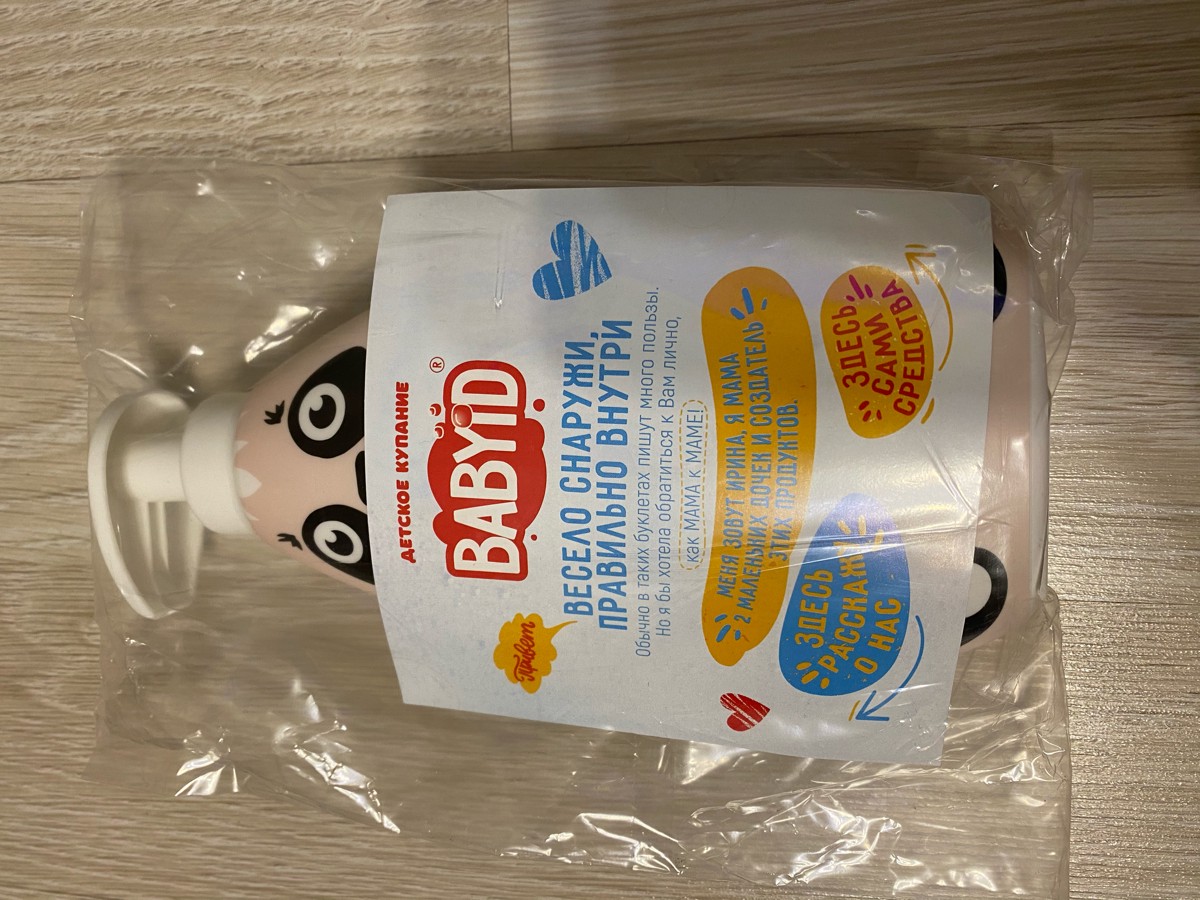 ДЕТСКОЕ КУПАНИЕ
BABYiD®
Привет
ВЕСЕЛО СНАРУЖИ,
ПРАВИЛЬНО ВНУТРИ
Обычно в таких буклетах пишут много пользы.
Но я бы хотела обратиться к Вам лично,
как МАМА к МАМЕ!
МЕНЯ ЗОВУТ ИРИНА, Я МАМА
2 МАЛЕНЬКИХ ДОЧЕК И СОЗДАТЕЛЬ
ЭТИХ ПРОДУКТОВ.
ЗДЕСЬ
РАССКАЖУ
О НАС
ЗДЕСЬ
САМИ
СРЕДСТВА